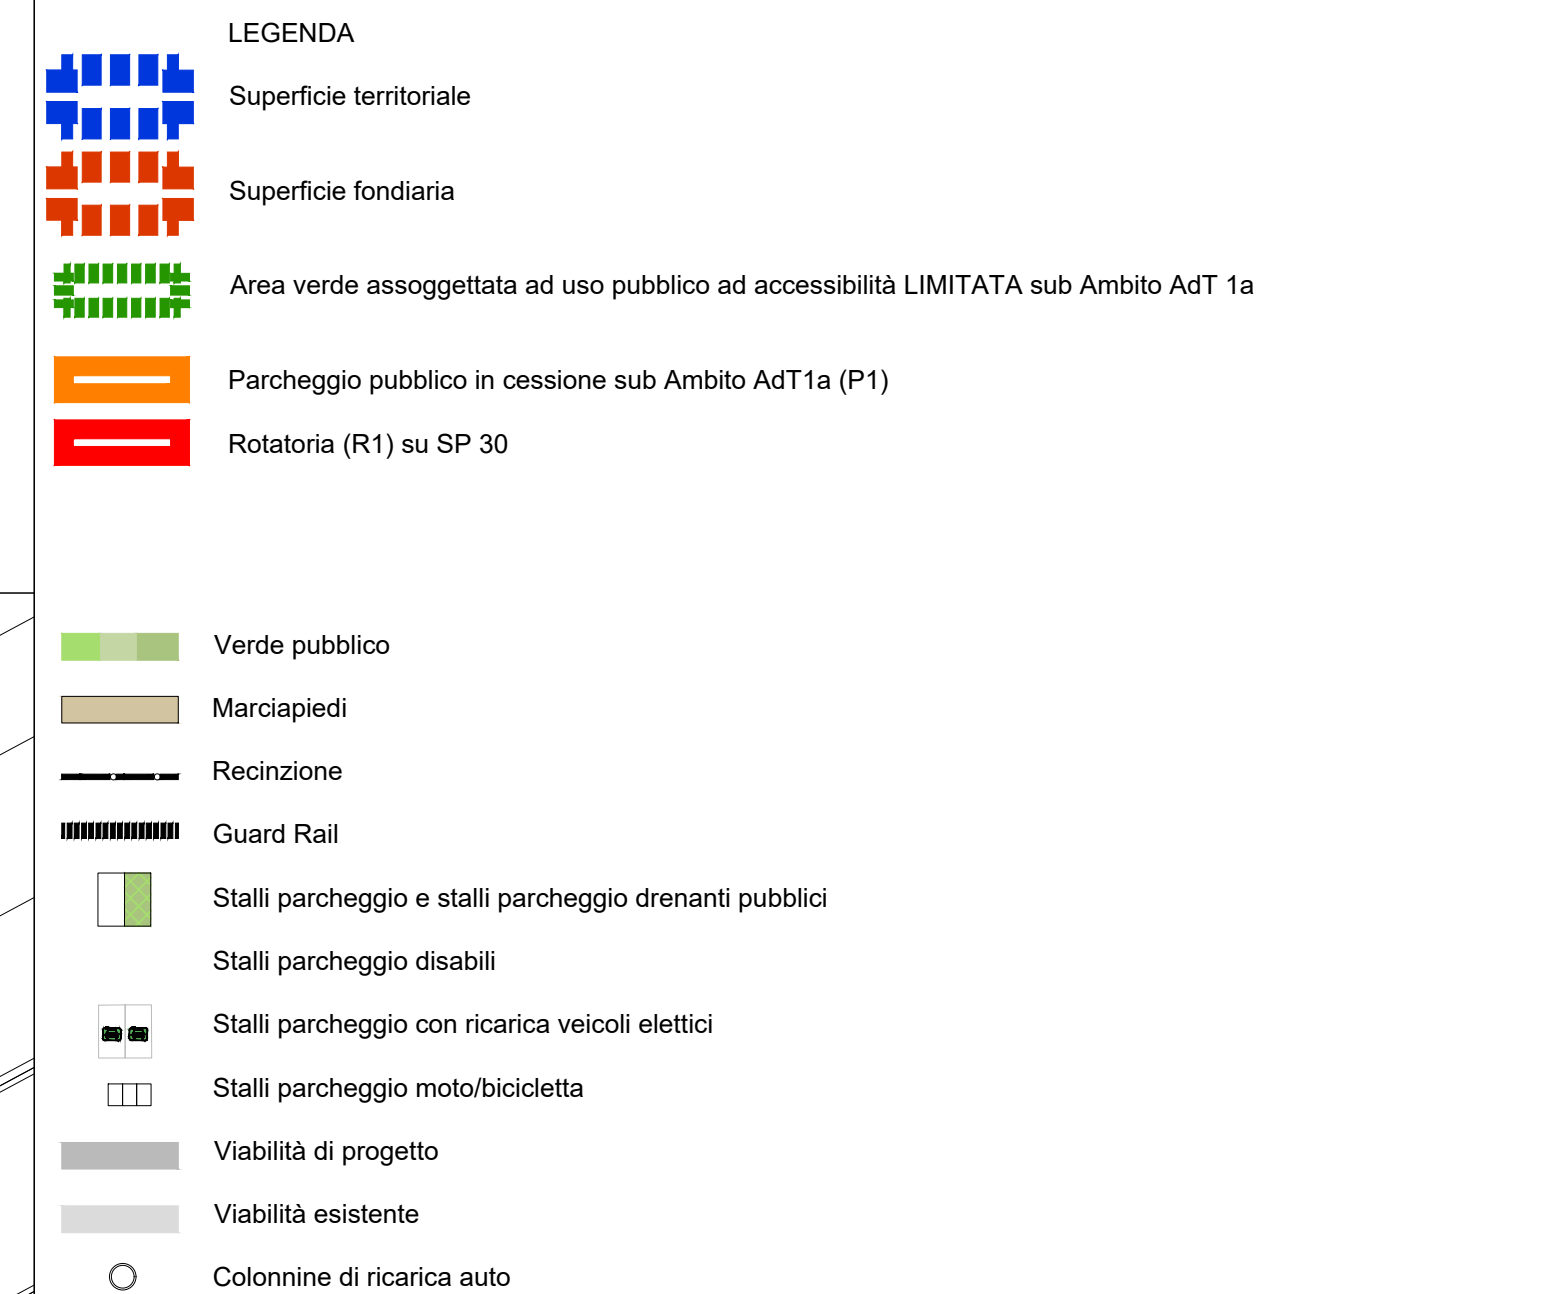 LEGENDA
Superficie territoriale
Superficie fondiaria
Area verde assoggettata ad uso pubblico ad accessibilità LIMITATA sub Ambito AdT 1a
Parcheggio pubblico in cessione sub Ambito AdT1a (P1)
Rotatoria (R1) su SP 30
Verde pubblico
Marciapiedi
Recinzione
Guard Rail
Stalli parcheggio e stalli parcheggio drenanti pubblici
Stalli parcheggio disabili
Stalli parcheggio con ricarica veicoli elettici
Stalli parcheggio moto/bicicletta
Viabilità di progetto
Viabilità esistente
Colonnine di ricarica auto